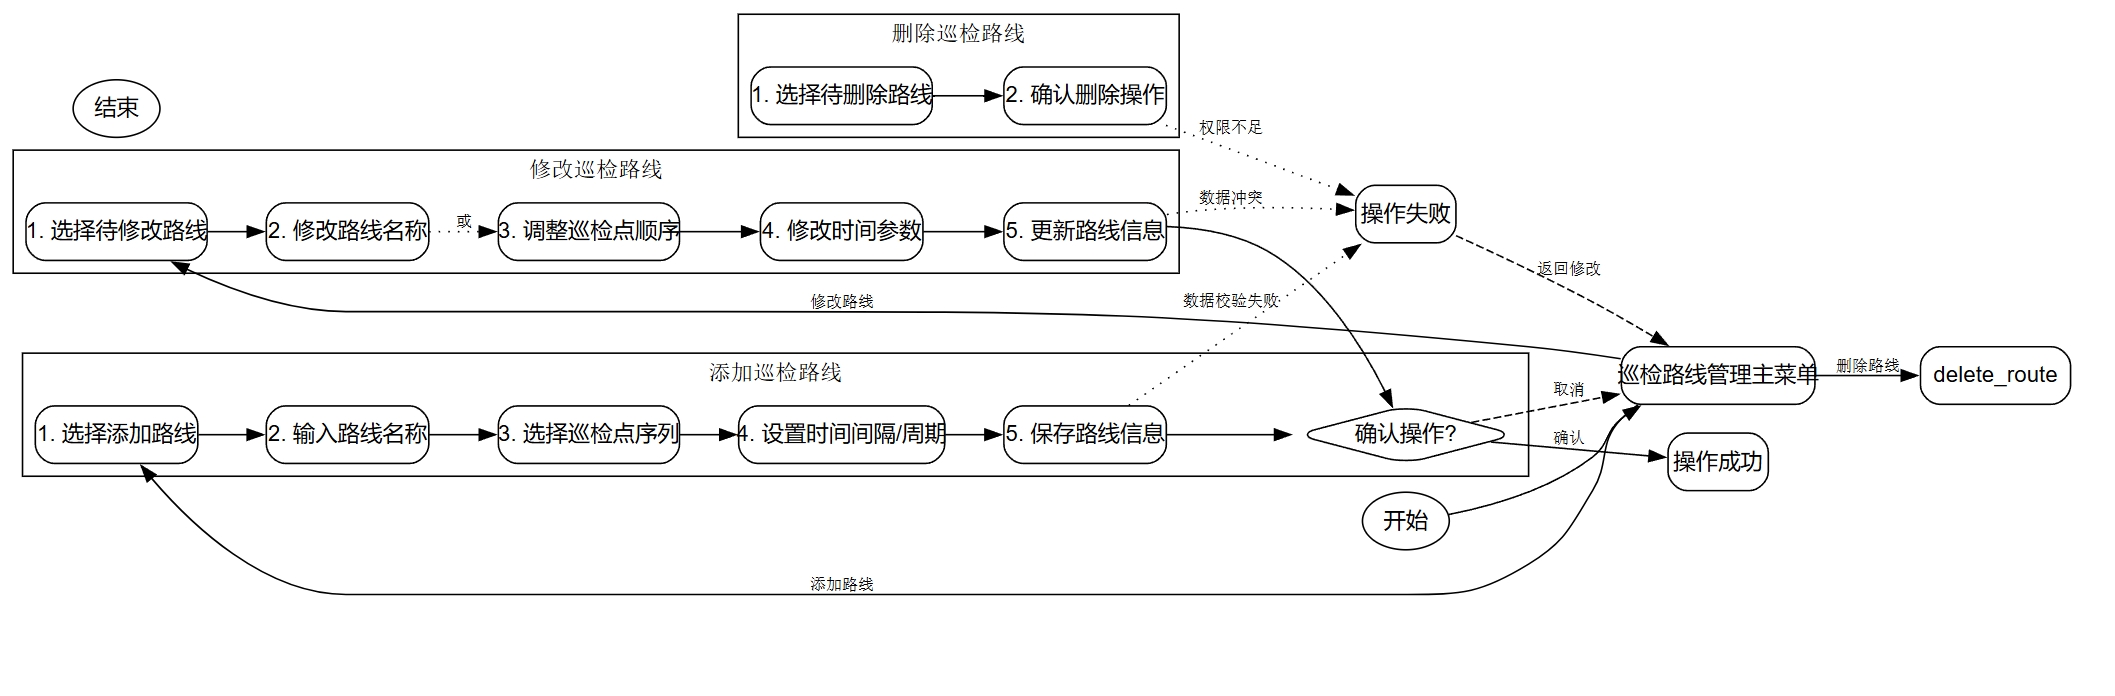 删除巡检路线
1. 选择待删除路线
2. 确认删除操作
结束
权限不足
修改巡检路线
1. 选择待修改路线
2. 修改路线名称
或
3. 调整巡检点顺序
4. 修改时间参数
5. 更新路线信息
数据冲突
操作失败
返回修改
修改路线
数据校验失败
添加巡检路线
1. 选择添加路线
2. 输入路线名称
3. 选择巡检点序列
4. 设置时间间隔/周期
5. 保存路线信息
确认操作?
取消
确认
巡检路线管理主菜单
删除路线
delete_route
操作成功
开始
添加路线